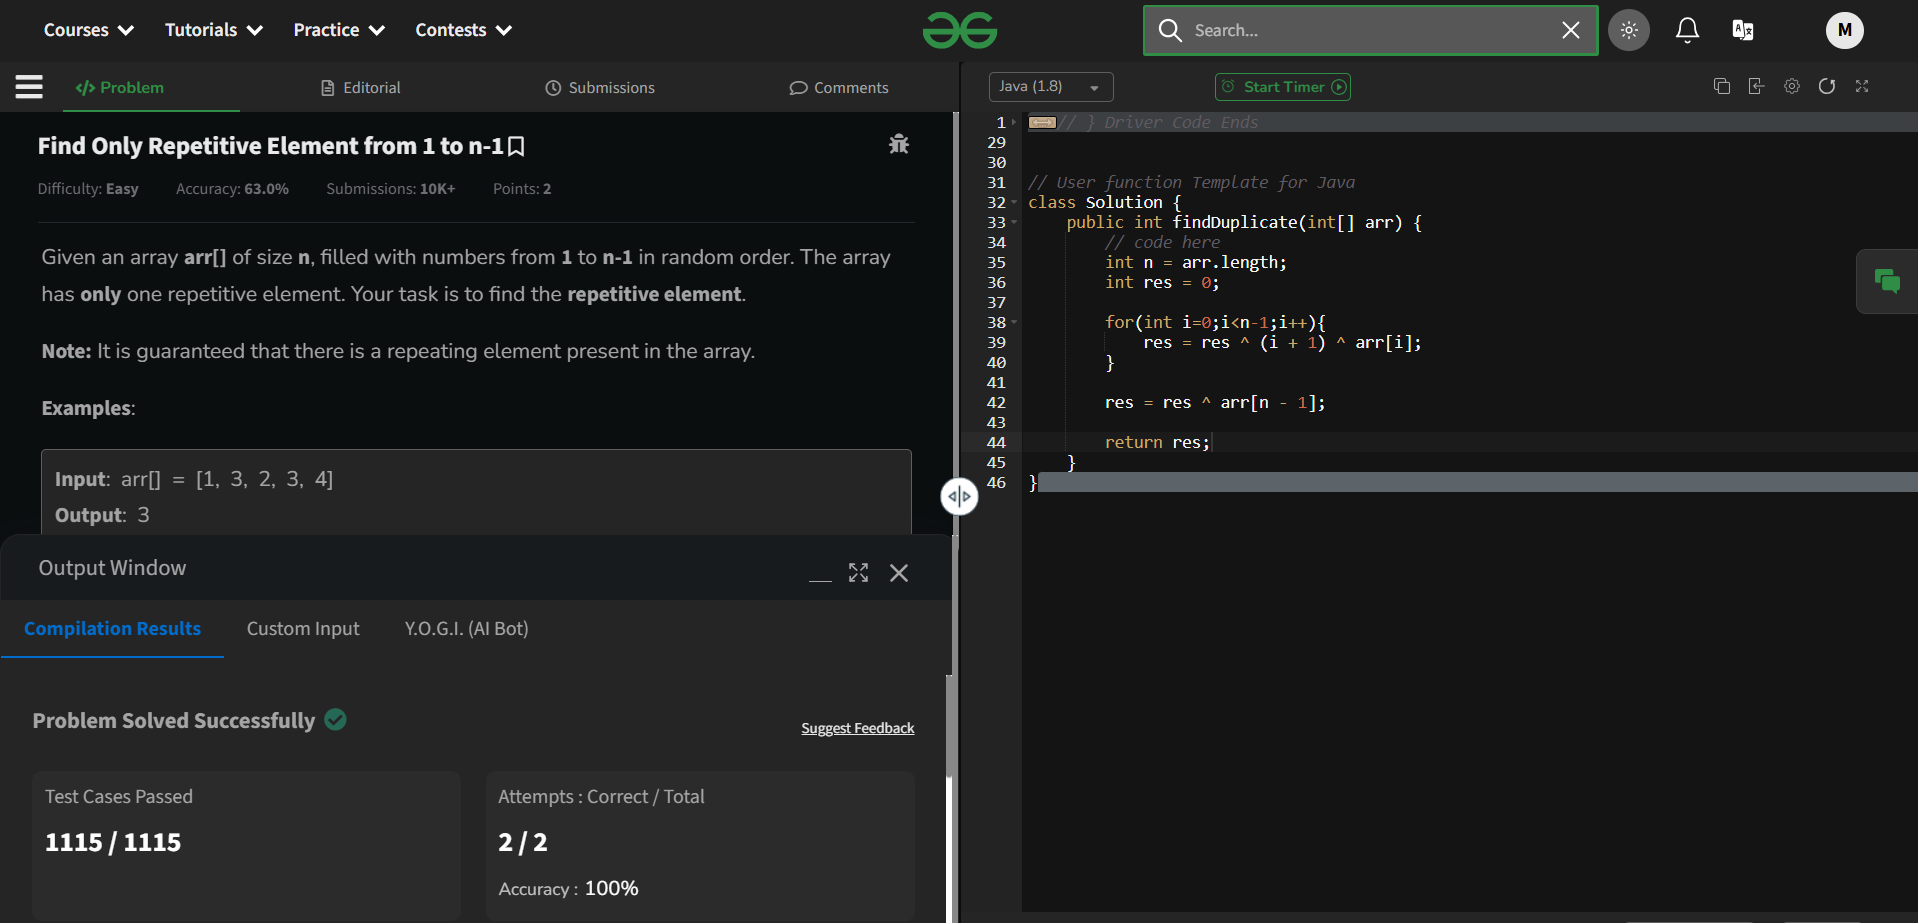 Courses Tutorials Practice Contests Search... M
Problem Editorial Submissions Comments
Find Only Repetitive Element from 1 to n-1
Difficulty: Easy Accuracy: 63.0% Submissions: 10K+ Points: 2
Given an array arr[] of size n, filled with numbers from 1 to n-1 in random order. The array
has only one repetitive element. Your task is to find the repetitive element.
Note: It is guaranteed that there is a repeating element present in the array.
Examples:
Input: arr[] = [1, 3, 2, 3, 4]
Output: 3
Output Window
Compilation Results Custom Input Y.O.G.I. (AI Bot)
Problem Solved Successfully
Suggest Feedback
Test Cases Passed
1115 / 1115
Attempts : Correct / Total
2 / 2
Accuracy : 100%
Java (1.8) Start Timer
1 // } Driver Code Ends
29
30
31 // User function Template for Java
32 class Solution {
33 public int findDuplicate(int[] arr) {
34 // code here
35 int n = arr.length;
36 int res = 0;
37
38 for(int i=0;i<n-1;i++){
39 res = res ^ (i + 1) ^ arr[i];
40 }
41
42 res = res ^ arr[n - 1];
43
44 return res;
45 }
46 }